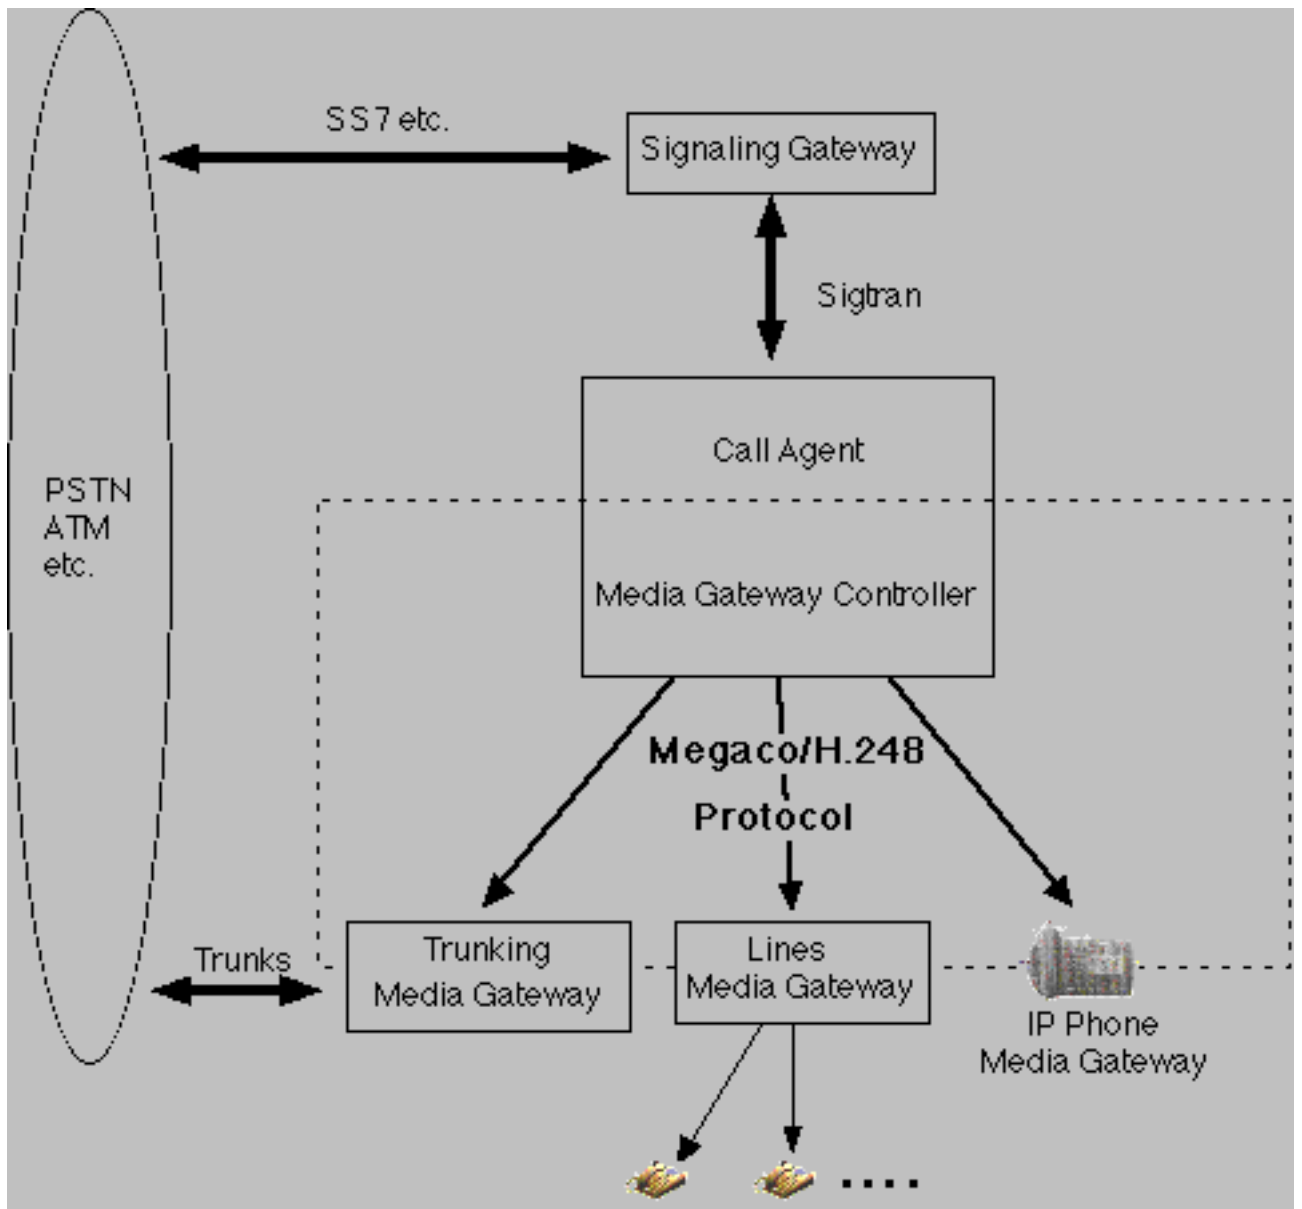 SS7 etc.
Signaling Gateway
Sigtran
Call Agent
PSTN
ATM
etc.
Media Gateway Controller
Megaco/H.248
Protocol
Trunks
Trunking
Media Gateway
Lines
Media Gateway
IP Phone
Media Gateway